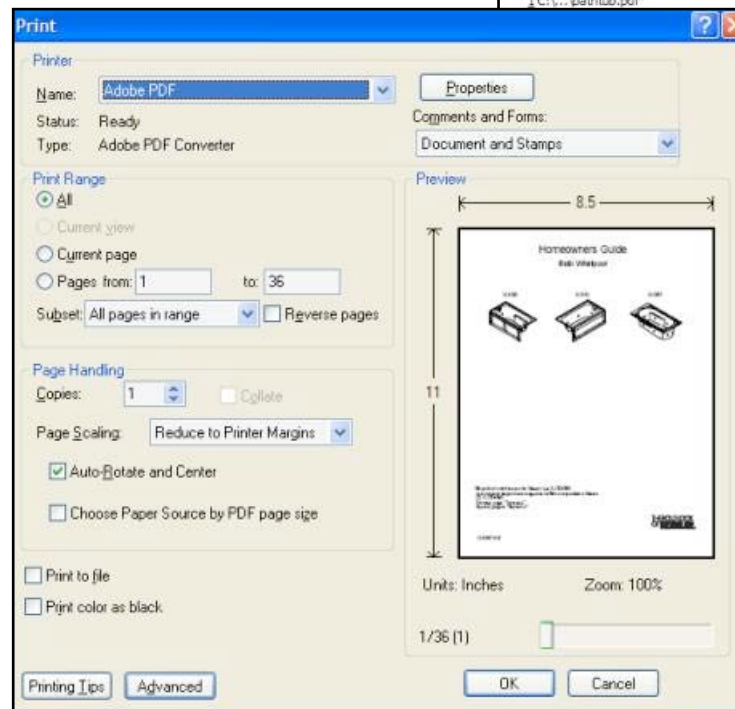 1 C:\...\bathtub.pdf
Print
Printer
Name: Adobe PDF
Properties
Status: Ready
Comments and Forms:
Type: Adobe PDF Converter
Document and Stamps
Print Range
All
Current view
Current page
Pages from: 1 to: 36
Subset: All pages in range
Reverse pages
Page Handling
Copies: 1
Collate
Page Scaling: Reduce to Printer Margins
Auto-Rotate and Center
Choose Paper Source by PDF page size
Print to file
Print color as black
Printing Tips
Advanced
Preview
8.5
Homeowners Guide
Bath Whirlpool
11
Units: Inches
Zoom: 100%
1/36 (1)
OK
Cancel